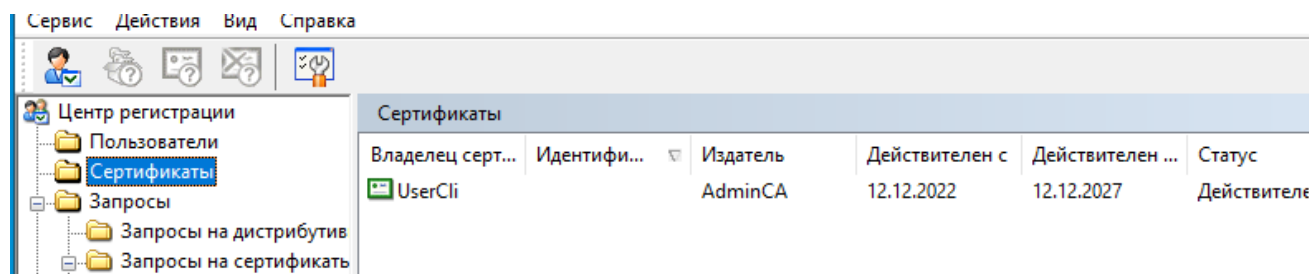 Сервис Действия Вид Справка
Центр регистрации
Пользователи
Сертификаты
Запросы
Запросы на дистрибутив
Запросы на сертификать
Сертификаты
Владелец серт... Идентифи... Издатель Действителен с Действителен ... Статус
UserCli AdminCA 12.12.2022 12.12.2027 Действителе